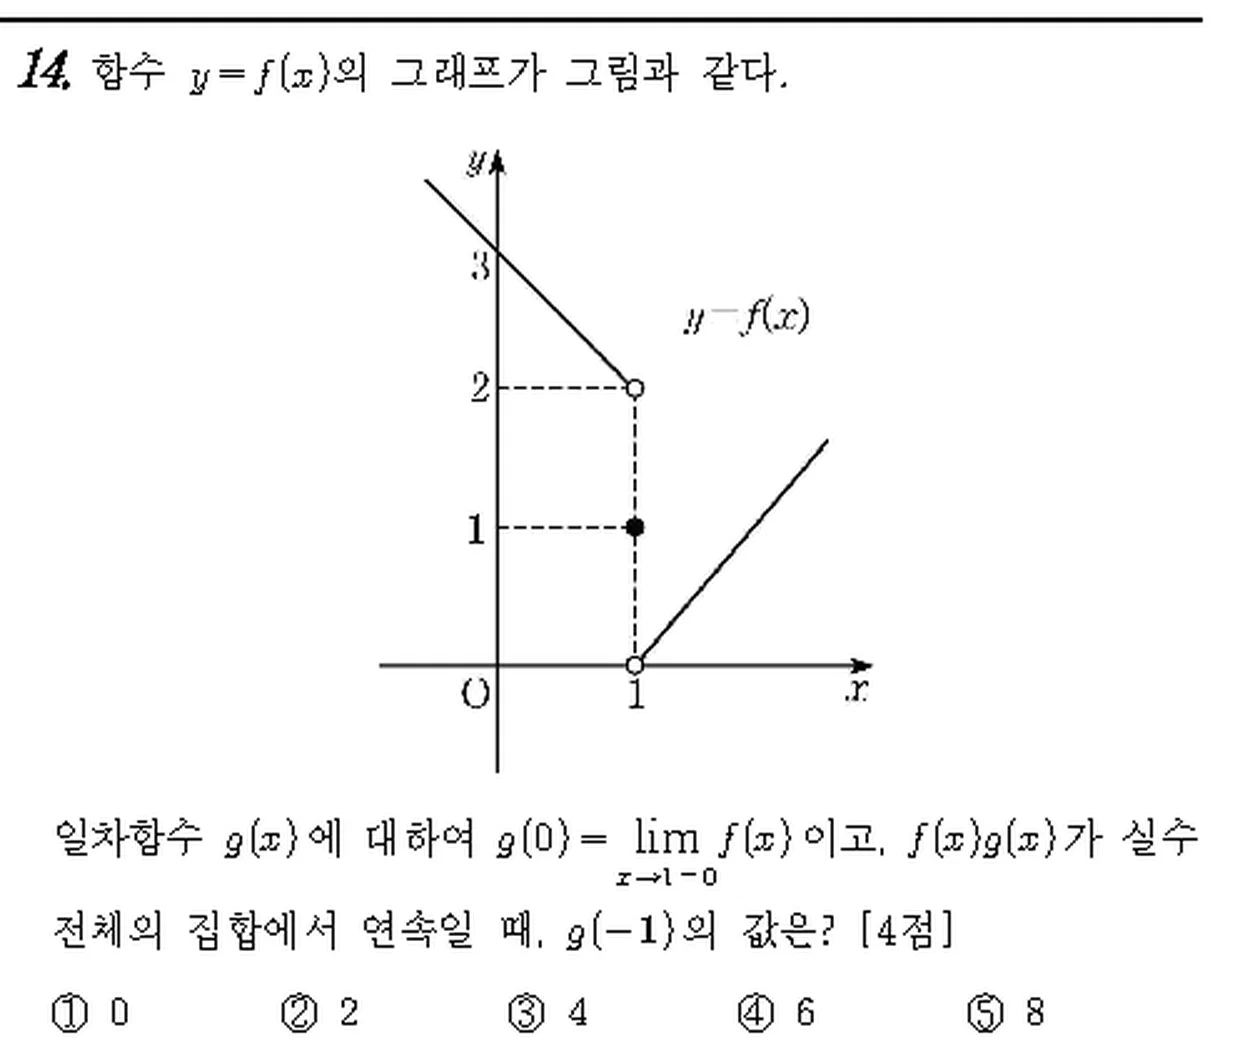 14. 함수 y=f(x)의 그래프가 그림과 같다.
y
3
y=f(x)
2
1
O 1 x
일차함수 g(x)에 대하여 g(0)= lim f(x)이고, f(x)g(x)가 실수
x→1-0
전체의 집합에서 연속일 때, g(-1)의 값은? [4점]
① 0 ② 2 ③ 4 ④ 6 ⑤ 8